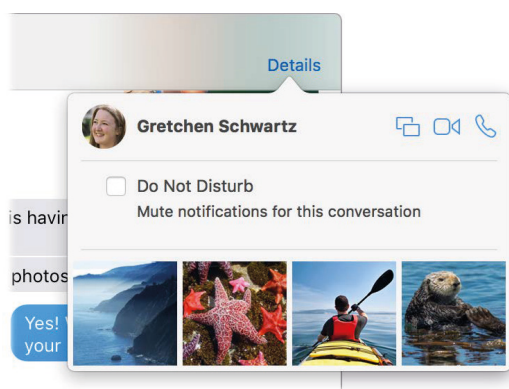 Details
Gretchen Schwartz
Do Not Disturb
Mute notifications for this conversation
is havin
photos
Yes!
your